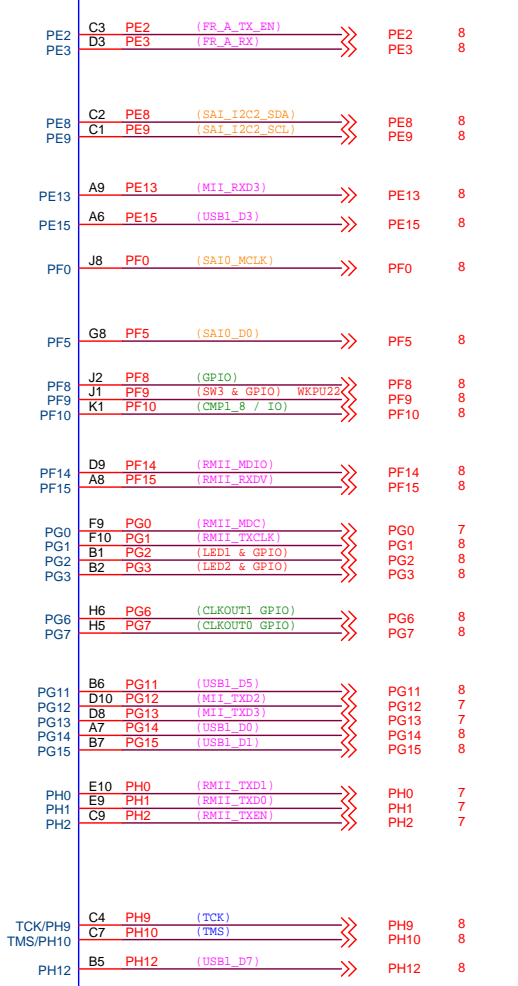 PE2 C3 PE2 (FR_A_TX_EN) PE2 8
PE3 D3 PE3 (FR_A_RX) PE3 8
PE8 C2 PE8 (SAI_I2C2_SDA) PE8 8
PE9 C1 PE9 (SAI_I2C2_SCL) PE9 8
PE13 A9 PE13 (MII_RXD3) PE13 8
PE15 A6 PE15 (USB1_D3) PE15 8
PF0 J8 PF0 (SAI0_MCLK) PF0 8
PF5 G8 PF5 (SAI0_D0) PF5 8
PF8 J2 PF8 (GPIO) PF8 8
PF9 J1 PF9 (SW3 & GPIO) WKPU22 PF9 8
PF10 K1 PF10 (CMP1_8 / IO) PF10 8
PF14 D9 PF14 (RMII_MDIO) PF14 8
PF15 A8 PF15 (RMII_RXDV) PF15 8
PG0 F9 PG0 (RMII_MDC) PG0 7
PG1 F10 PG1 (RMII_TXCLK) PG1 8
PG2 B1 PG2 (LED1 & GPIO) PG2 8
PG3 B2 PG3 (LED2 & GPIO) PG3 8
PG6 H6 PG6 (CLKOUT1 GPIO) PG6 8
PG7 H5 PG7 (CLKOUT0 GPIO) PG7 8
PG11 B6 PG11 (USB1_D5) PG11 8
PG12 D10 PG12 (MII_TXD2) PG12 7
PG13 D8 PG13 (MII_TXD3) PG13 7
PG14 A7 PG14 (USB1_D0) PG14 8
PG15 B7 PG15 (USB1_D1) PG15 8
PH0 E10 PH0 (RMII_TXD1) PH0 7
PH1 E9 PH1 (RMII_TXD0) PH1 7
PH2 C9 PH2 (RMII_TXEN) PH2 7
TCK/PH9 C4 PH9 (TCK) PH9 8
TMS/PH10 C7 PH10 (TMS) PH10 8
PH12 B5 PH12 (USB1_D7) PH12 8